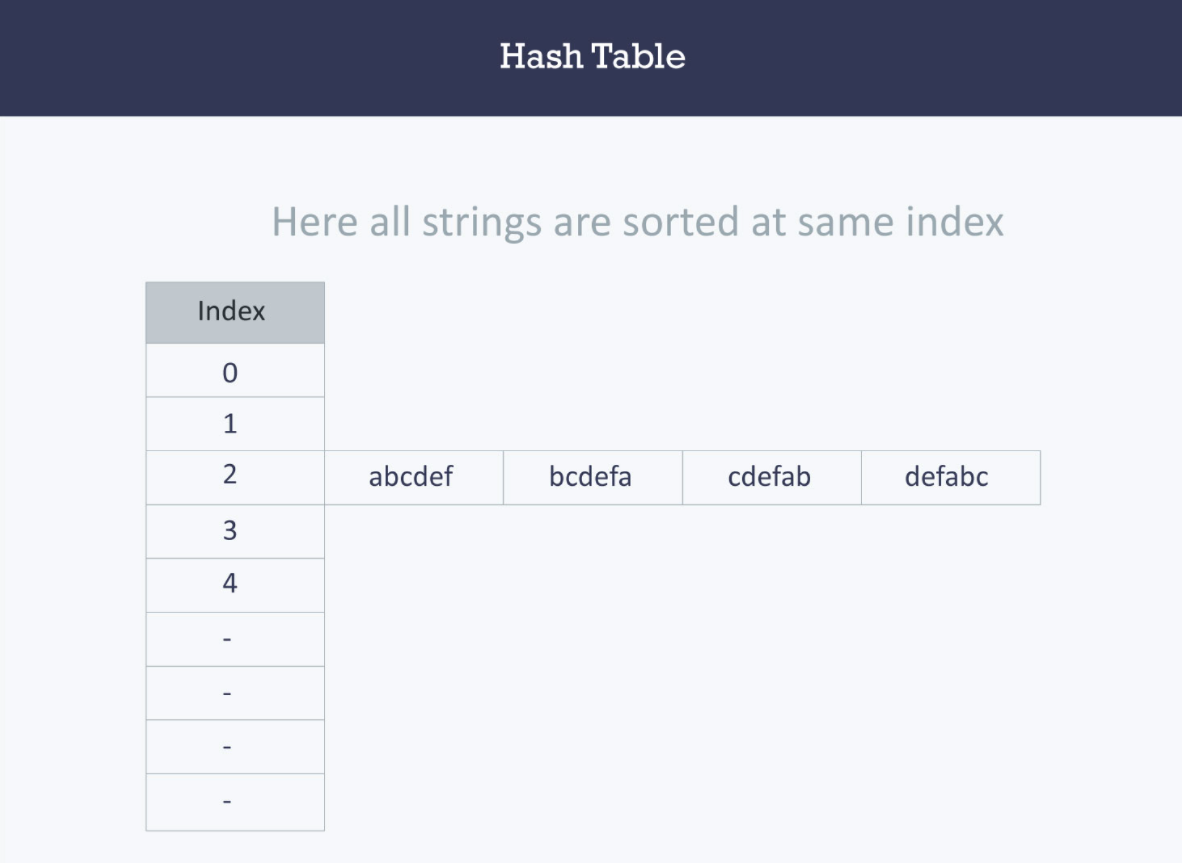 Hash Table
Here all strings are sorted at same index
Index
0
1
2 abcdef bcdefa cdefab defabc
3
4
-
-
-
-